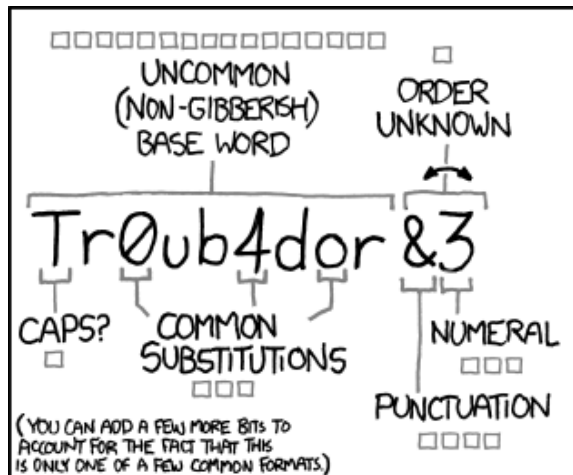 UNCOMMON
(NON-GIBBERISH)
BASE WORD
ORDER
UNKNOWN
Tr0ub4dor &3
CAPS?
COMMON
SUBSTITUTIONS
NUMERAL
PUNCTUATION
(YOU CAN ADD A FEW MORE BITS TO
ACCOUNT FOR THE FACT THAT THIS
IS ONLY ONE OF A FEW COMMON FORMATS.)